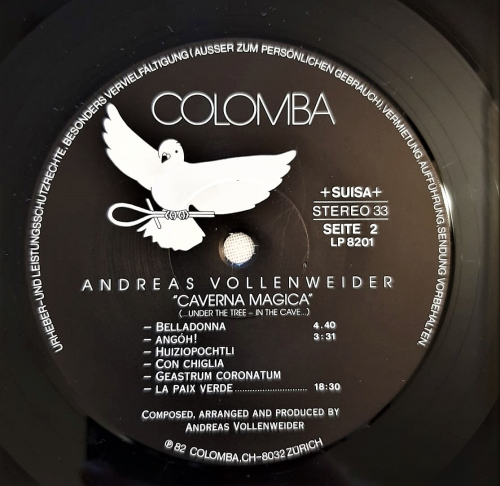 URHEBER-UND LEISTUNGSSCHUTZRECHTE, BESONDERS VERVIELFÄLTIGUNG (AUSSER ZUM PERSÖNLICHEN GEBRAUCH), VERMIETUNG, AUFFÜHRUNG, SENDUNG VORBEHALTEN.
COLOMBA
+SUISA+
STEREO 33
SEITE 2
LP 8201
ANDREAS VOLLENWEIDER
"CAVERNA MAGICA"
(...UNDER THE TREE – IN THE CAVE...)
– BELLADONNA 4.40
– ANGÓH! 3:31
– HUIZIOPOCHTLI
– CON CHIGLIA
– GEASTRUM CORONATUM
– LA PAIX VERDE ............................ 18:30
COMPOSED, ARRANGED AND PRODUCED BY
ANDREAS VOLLENWEIDER
℗ 82 COLOMBA, CH-8032 ZÜRICH